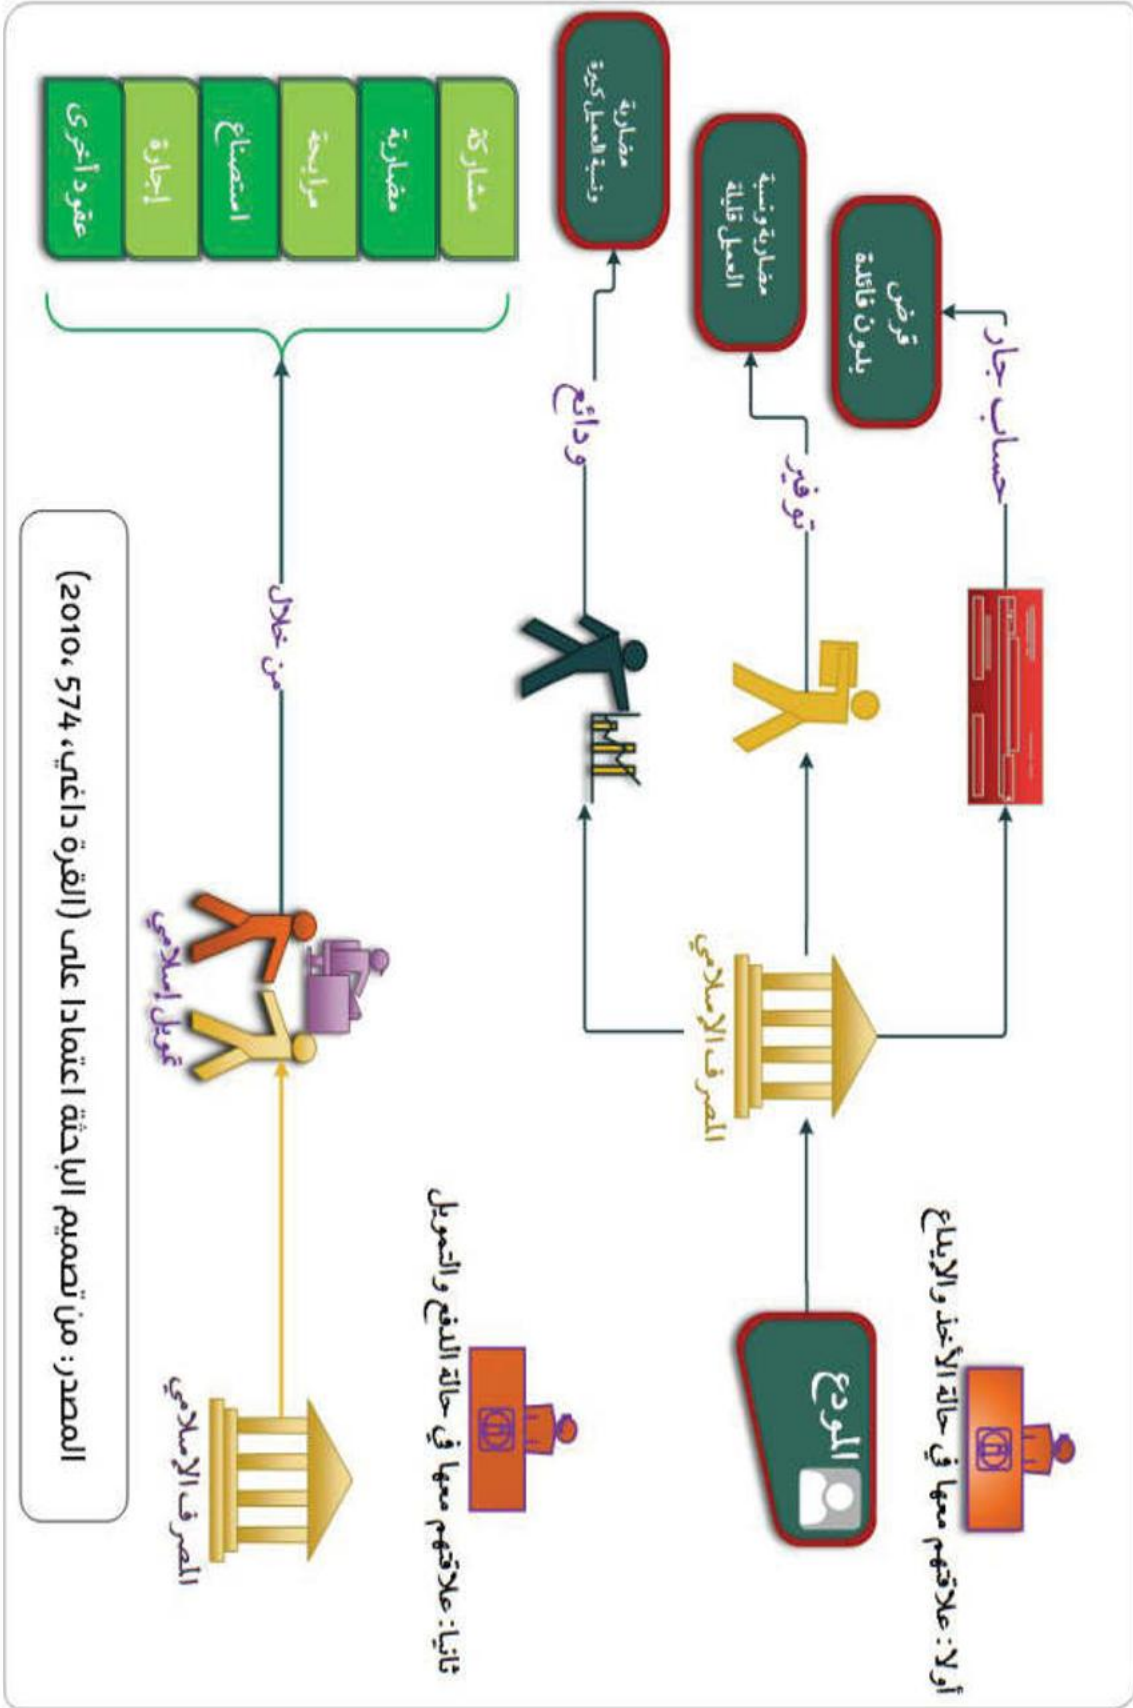 أولا: علاقتهم معها في حالة الأخذ والإيداع
المودع
المصرف الإسلامي
حساب جار
قرض
بدون فائدة
توفير
مضاربة ونسبة
العميل قليلة
ودائع
مضاربة
ونسبة العميل كبيرة
ثانيا: علاقتهم معها في حالة الدفع والتمويل
المصرف الإسلامي
تمويل إسلامي
من خلال
مشاركة
مضاربة
مرابحة
استصناع
إجارة
عقود أخرى
المصدر: من تصميم الباحثة اعتمادا على (القرة داغي، 574، 2010)